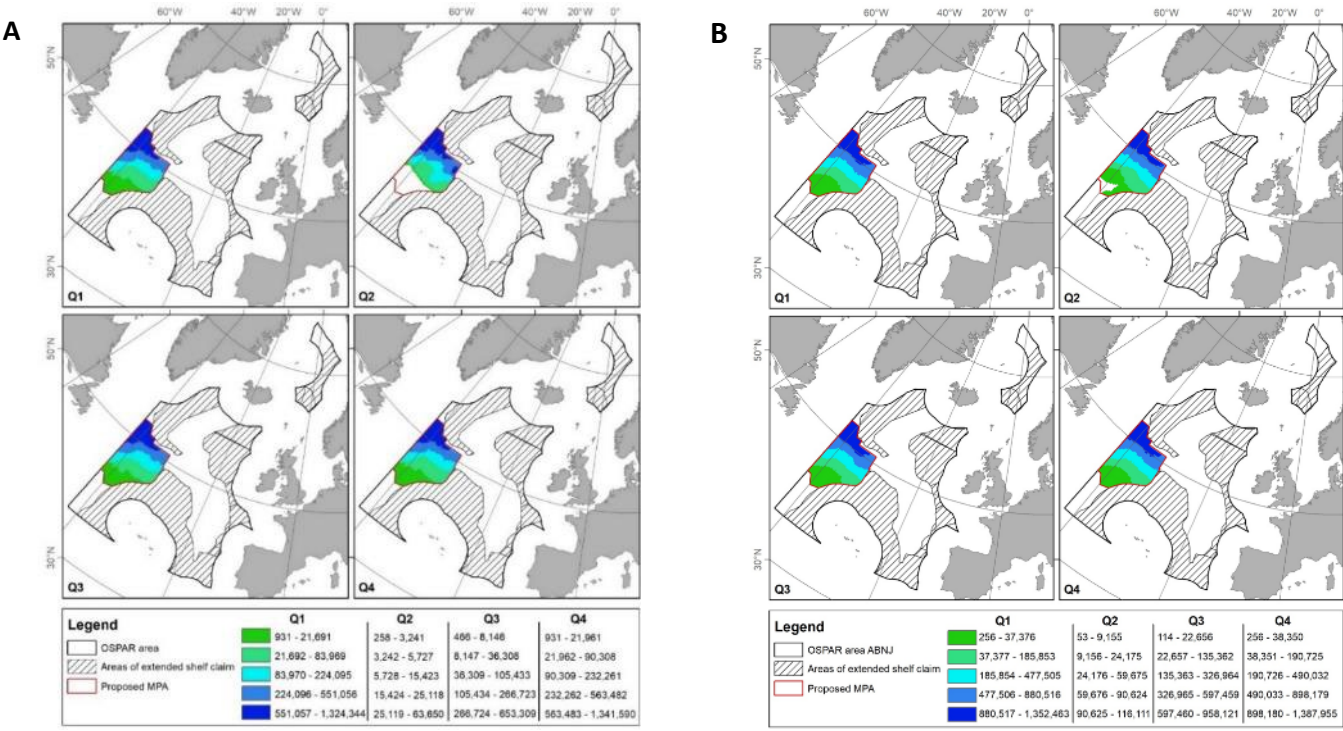 A
60°W 40°W 20°W 0°
50°N
30°N
Q1
Q2
50°N
30°N
Q3
Q4
Legend
OSPAR area
Areas of extended shelf claim
Proposed MPA
Q1 Q2 Q3 Q4
931 - 21,691 258 - 3,241 466 - 8,146 931 - 21,961
21,692 - 83,969 3,242 - 5,727 8,147 - 36,308 21,962 - 90,308
83,970 - 224,095 5,728 - 15,423 38,309 - 105,433 90,309 - 232,261
224,096 - 551,056 15,424 - 25,118 105,434 - 266,723 232,262 - 563,482
551,057 - 1,324,344 25,119 - 63,650 266,724 - 653,309 563,483 - 1,341,590
B
60°W 40°W 20°W 0°
60°W 40°W 20°W 0°
50°N
30°N
Q1
Q2
50°N
30°N
Q3
Q4
Legend
OSPAR area ABNJ
Areas of extended shelf claim
Proposed MPA
Q1 Q2 Q3 Q4
256 - 37,376 53 - 9,155 114 - 22,656 256 - 38,350
37,377 - 185,853 9,156 - 24,175 22,657 - 135,362 38,351 - 190,725
185,854 - 477,505 24,176 - 59,675 135,363 - 326,964 190,726 - 490,032
477,506 - 880,516 59,676 - 90,624 326,965 - 597,459 490,033 - 898,179
880,517 - 1,352,463 90,625 - 116,111 597,460 - 958,121 898,180 - 1,387,955